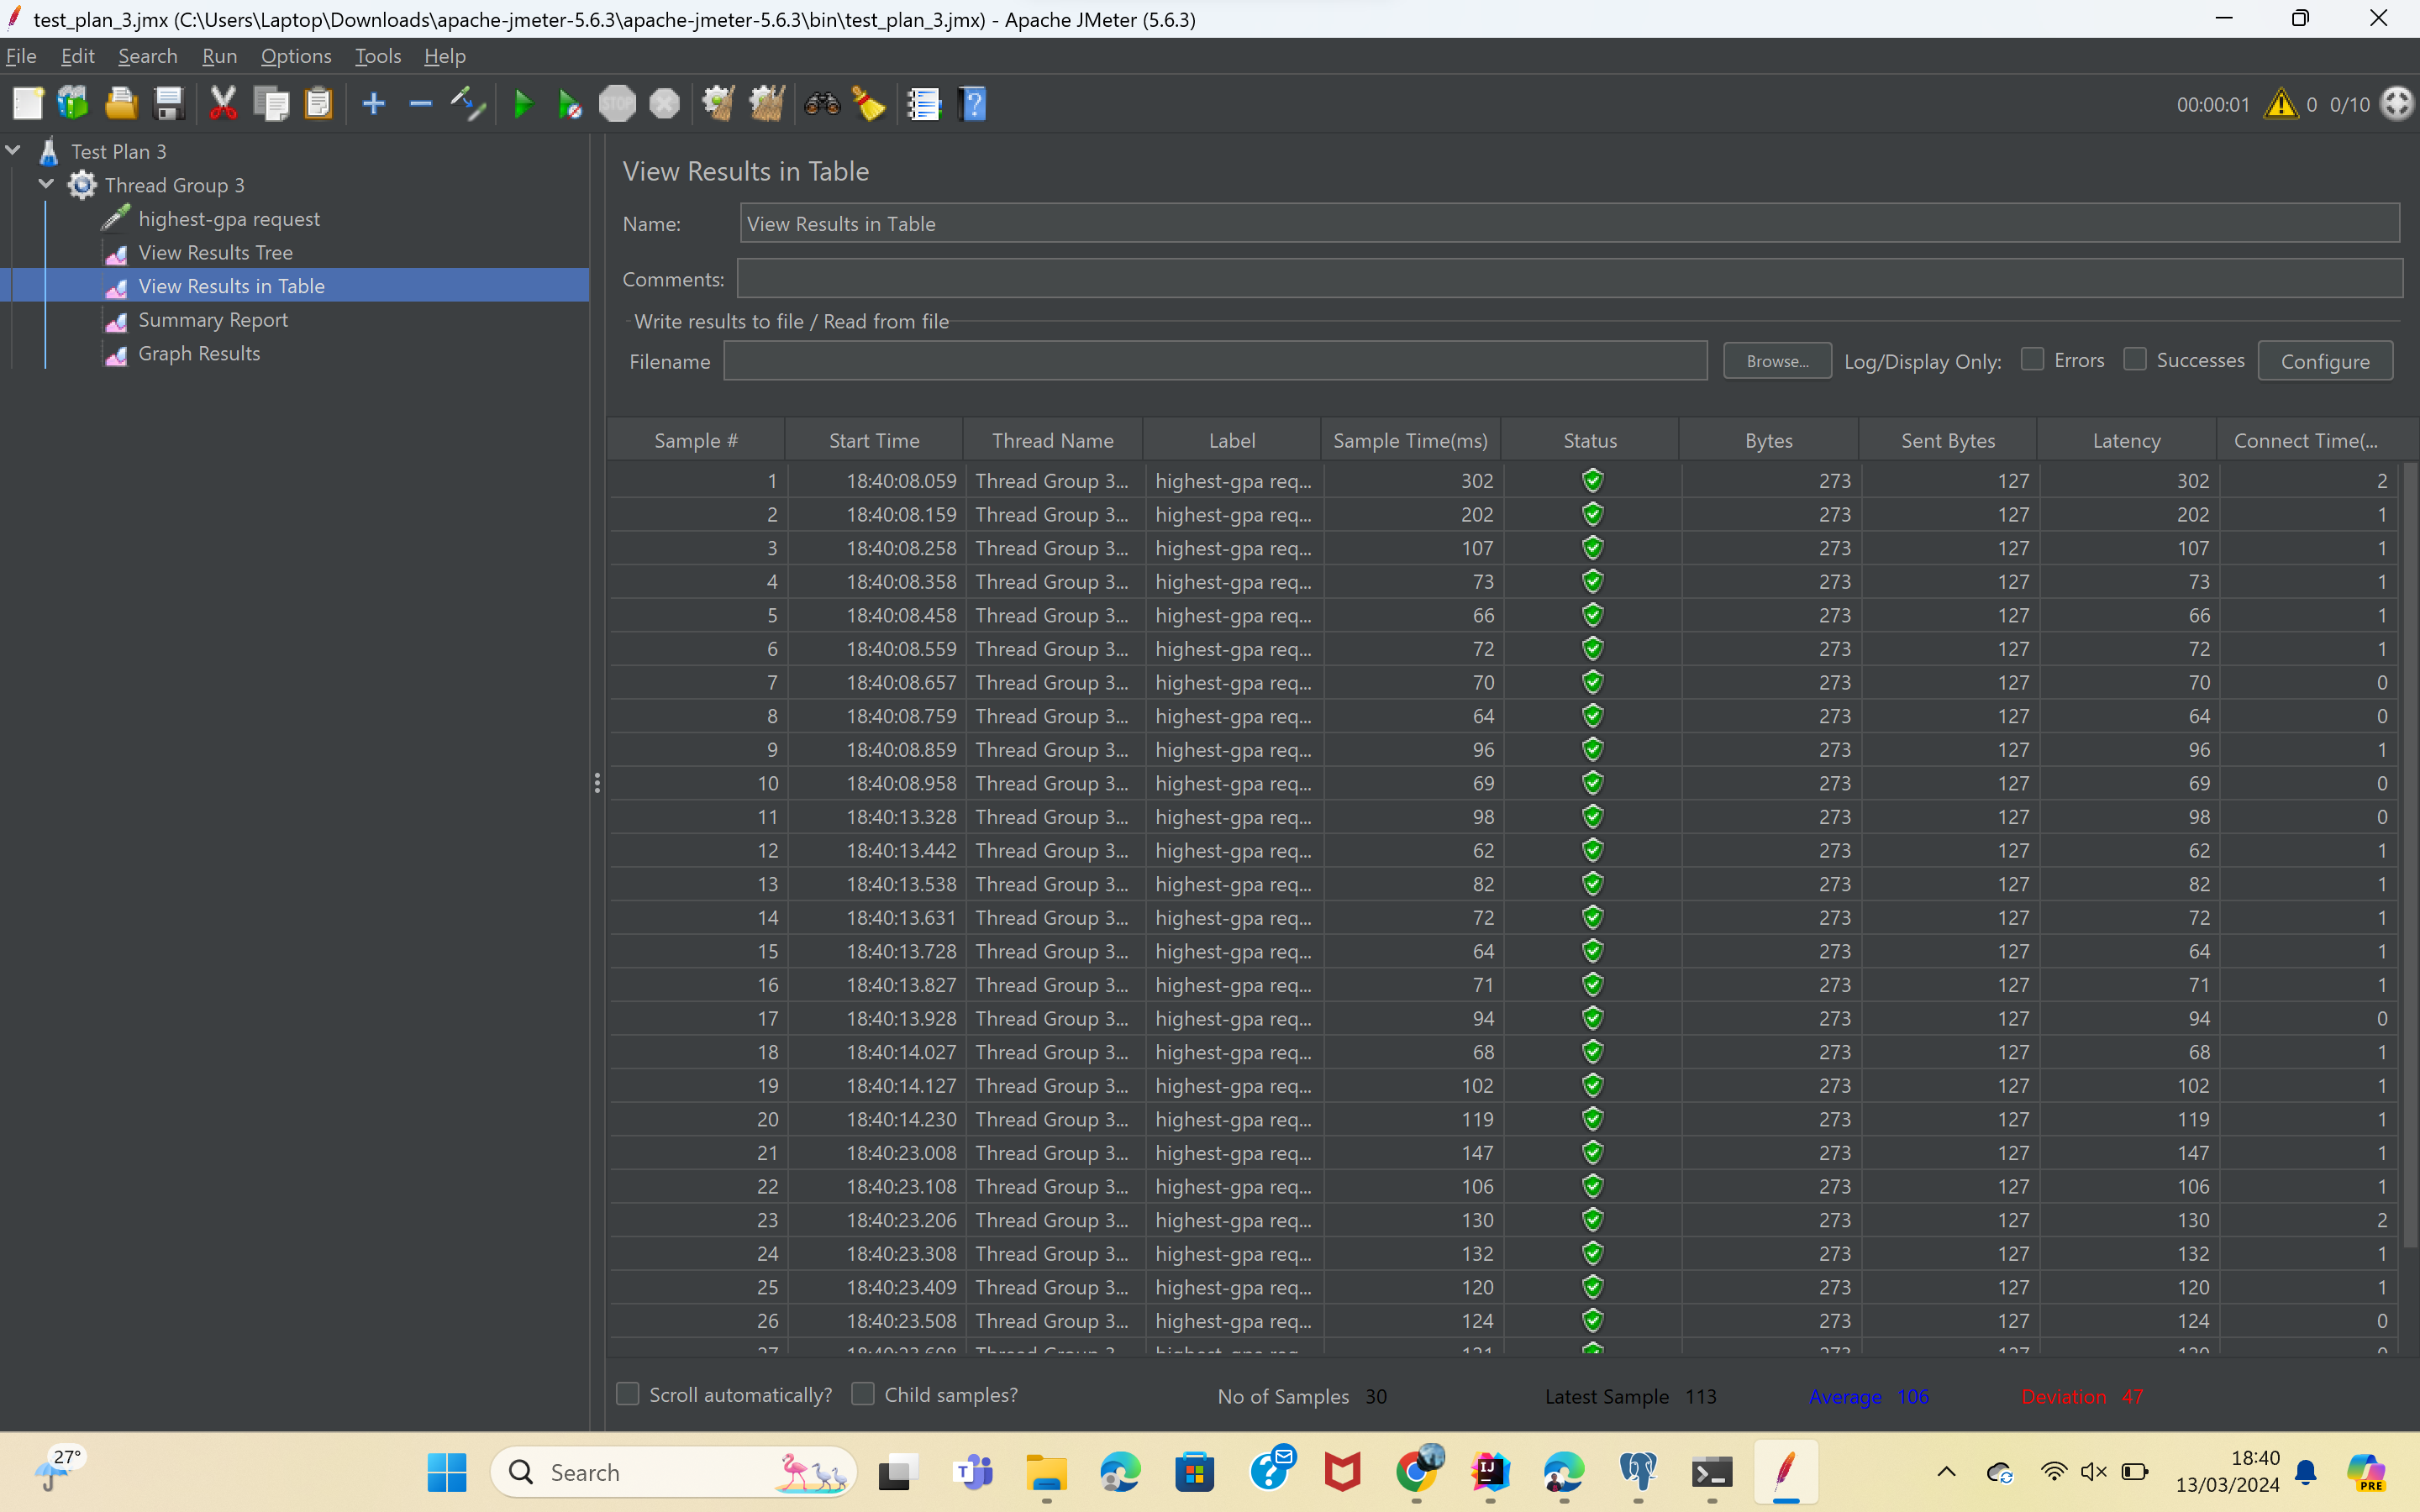 test_plan_3.jmx (C:\Users\Laptop\Downloads\apache-jmeter-5.6.3\apache-jmeter-5.6.3\bin\test_plan_3.jmx) - Apache JMeter (5.6.3)
File Edit Search Run Options Tools Help
STOP 00:00:01 0 0/10
Test Plan 3
Thread Group 3
highest-gpa request
View Results Tree
View Results in Table
Summary Report
Graph Results
View Results in Table
Name: View Results in Table
Comments:
Write results to file / Read from file
Filename Browse... Log/Display Only: Errors Successes Configure
Sample # Start Time Thread Name Label Sample Time(ms) Status Bytes Sent Bytes Latency Connect Time(...
1 18:40:08.059 Thread Group 3... highest-gpa req... 302 273 127 302 2
2 18:40:08.159 Thread Group 3... highest-gpa req... 202 273 127 202 1
3 18:40:08.258 Thread Group 3... highest-gpa req... 107 273 127 107 1
4 18:40:08.358 Thread Group 3... highest-gpa req... 73 273 127 73 1
5 18:40:08.458 Thread Group 3... highest-gpa req... 66 273 127 66 1
6 18:40:08.559 Thread Group 3... highest-gpa req... 72 273 127 72 1
7 18:40:08.657 Thread Group 3... highest-gpa req... 70 273 127 70 0
8 18:40:08.759 Thread Group 3... highest-gpa req... 64 273 127 64 0
9 18:40:08.859 Thread Group 3... highest-gpa req... 96 273 127 96 1
10 18:40:08.958 Thread Group 3... highest-gpa req... 69 273 127 69 0
11 18:40:13.328 Thread Group 3... highest-gpa req... 98 273 127 98 0
12 18:40:13.442 Thread Group 3... highest-gpa req... 62 273 127 62 1
13 18:40:13.538 Thread Group 3... highest-gpa req... 82 273 127 82 1
14 18:40:13.631 Thread Group 3... highest-gpa req... 72 273 127 72 1
15 18:40:13.728 Thread Group 3... highest-gpa req... 64 273 127 64 1
16 18:40:13.827 Thread Group 3... highest-gpa req... 71 273 127 71 1
17 18:40:13.928 Thread Group 3... highest-gpa req... 94 273 127 94 0
18 18:40:14.027 Thread Group 3... highest-gpa req... 68 273 127 68 1
19 18:40:14.127 Thread Group 3... highest-gpa req... 102 273 127 102 1
20 18:40:14.230 Thread Group 3... highest-gpa req... 119 273 127 119 1
21 18:40:23.008 Thread Group 3... highest-gpa req... 147 273 127 147 1
22 18:40:23.108 Thread Group 3... highest-gpa req... 106 273 127 106 1
23 18:40:23.206 Thread Group 3... highest-gpa req... 130 273 127 130 2
24 18:40:23.308 Thread Group 3... highest-gpa req... 132 273 127 132 1
25 18:40:23.409 Thread Group 3... highest-gpa req... 120 273 127 120 1
26 18:40:23.508 Thread Group 3... highest-gpa req... 124 273 127 124 0
Scroll automatically? Child samples? No of Samples 30 Latest Sample 113 Average 106 Deviation 47
27° Search 18:40
13/03/2024
PRE